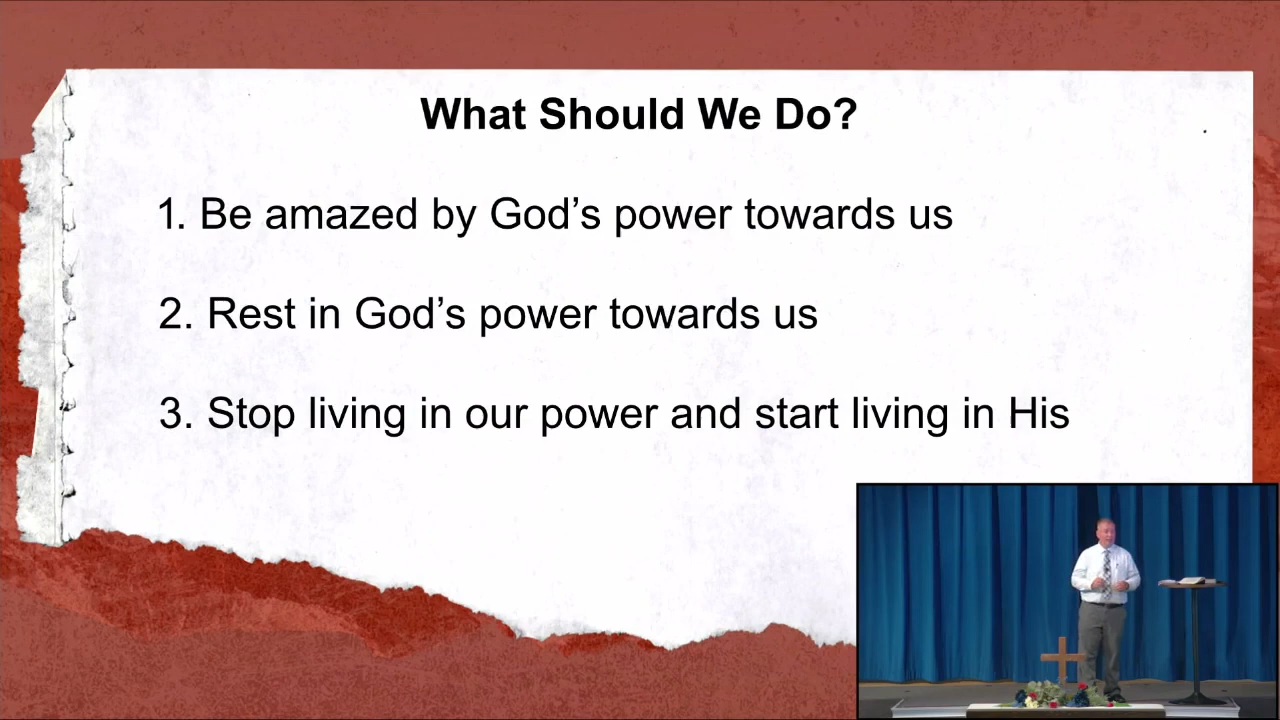 What Should We Do?
1. Be amazed by God’s power towards us
2. Rest in God’s power towards us
3. Stop living in our power and start living in His